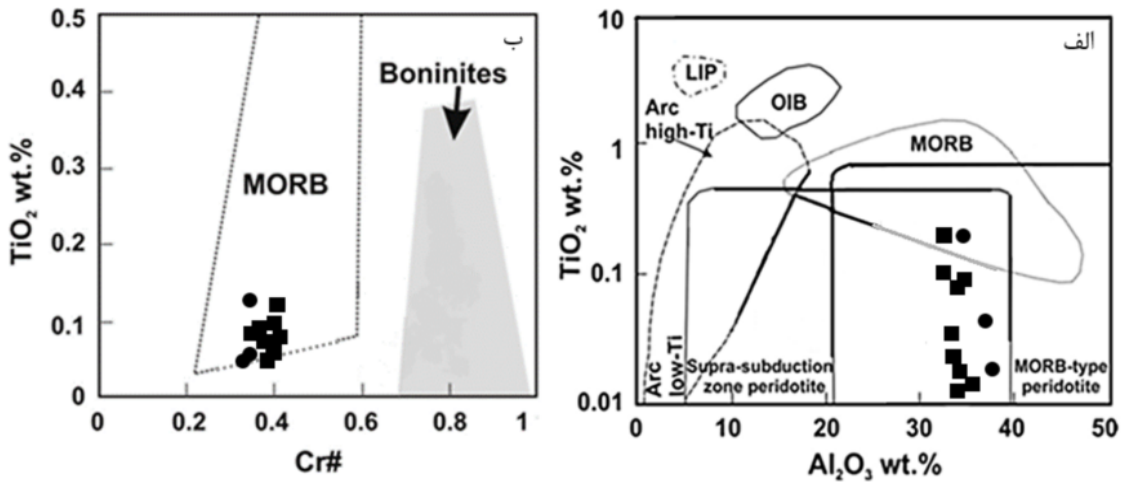 ب
0.5
0.4
0.3
0.2
0.1
0
TiO₂ wt.%
Boninites
MORB
0 0.2 0.4 0.6 0.8 1
Cr#
الف
10
1
0.1
0.01
TiO₂ wt.%
LIP
OIB
Arc
high-Ti
MORB
Arc
low-Ti
Supra-subduction
zone peridotite
MORB-type
peridotite
0 10 20 30 40 50
Al₂O₃ wt.%